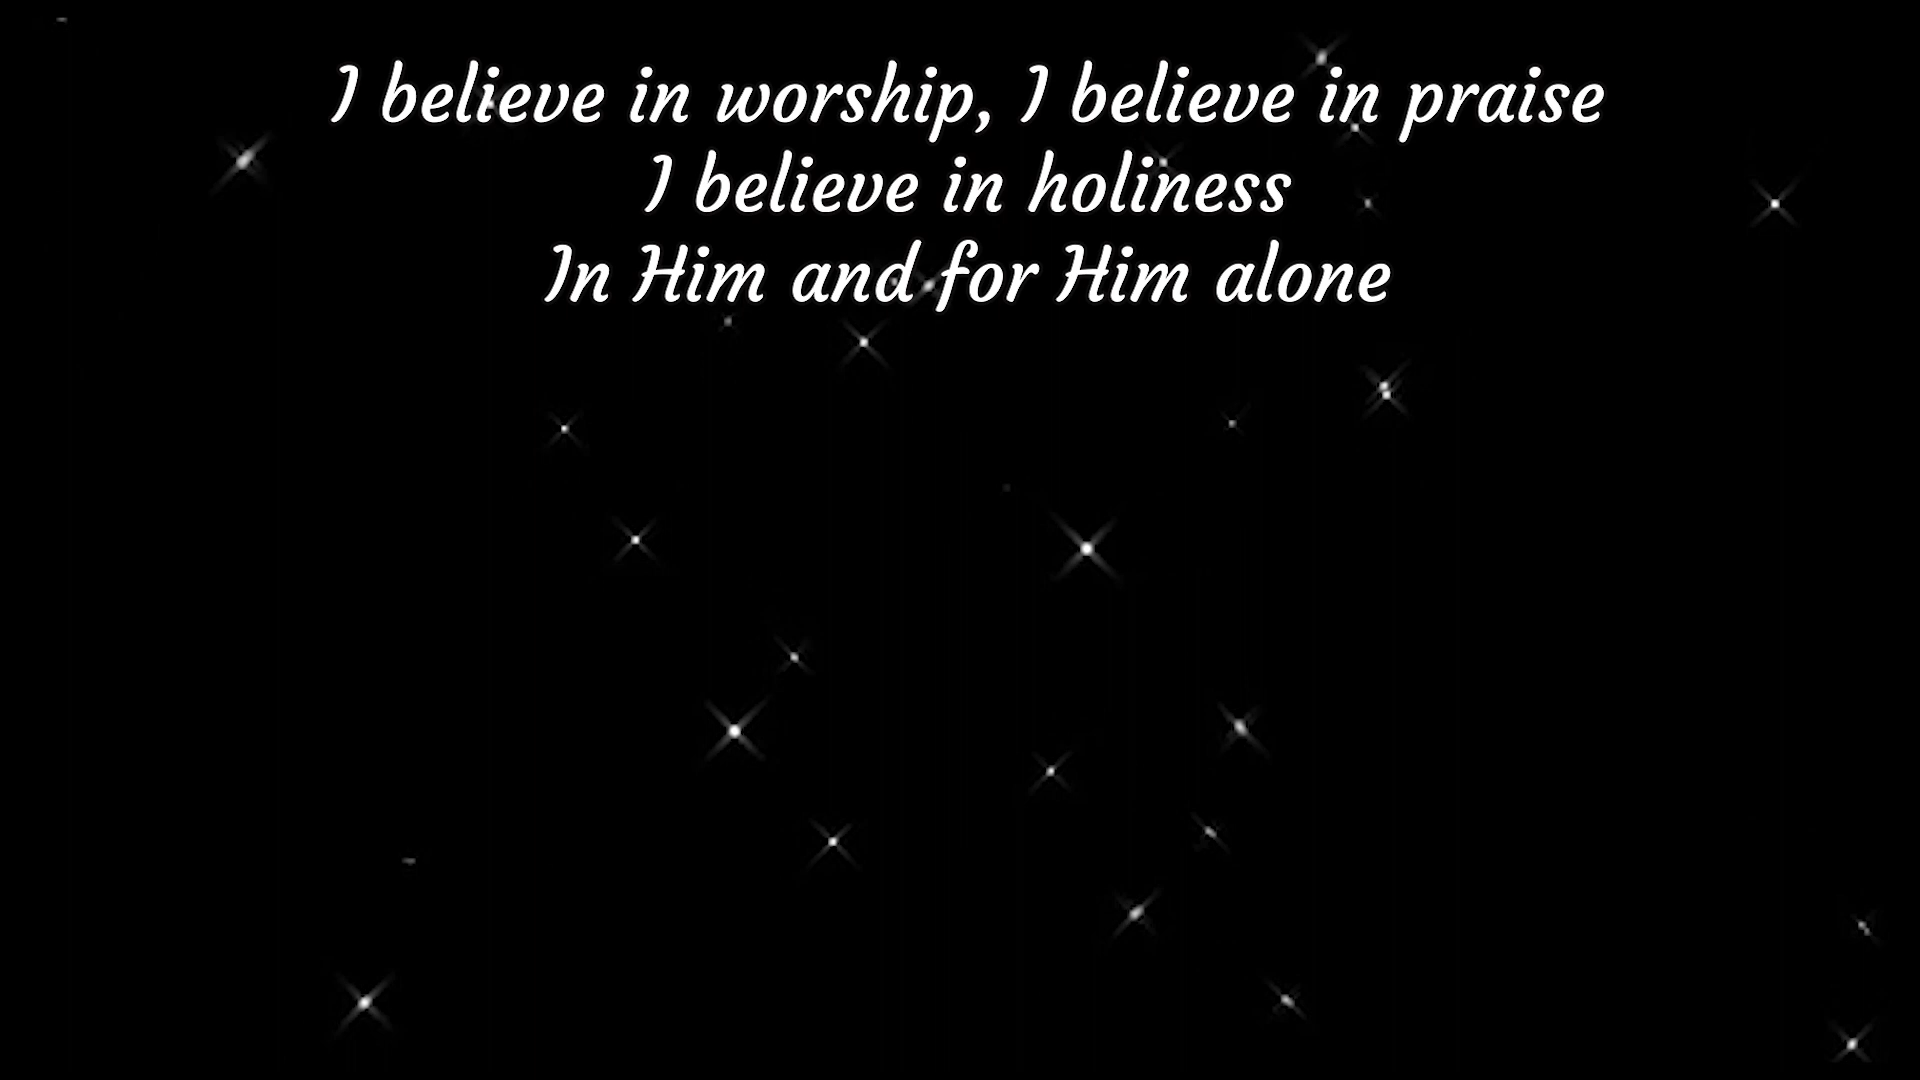 I believe in worship, I believe in praise
I believe in holiness
In Him and for Him alone